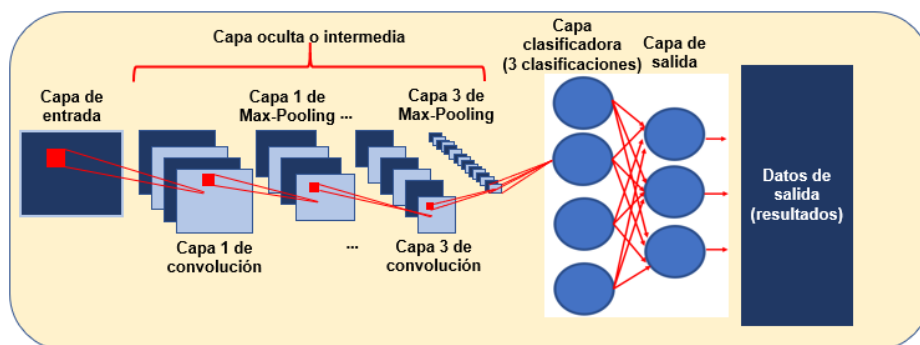 Capa oculta o intermedia
Capa
clasificadora
(3 clasificaciones)
Capa de
salida
Capa de
entrada
Capa 1 de
Max-Pooling ...
Capa 3 de
Max-Pooling
Datos de
salida
(resultados)
Capa 1 de
convolución
...
Capa 3 de
convolución